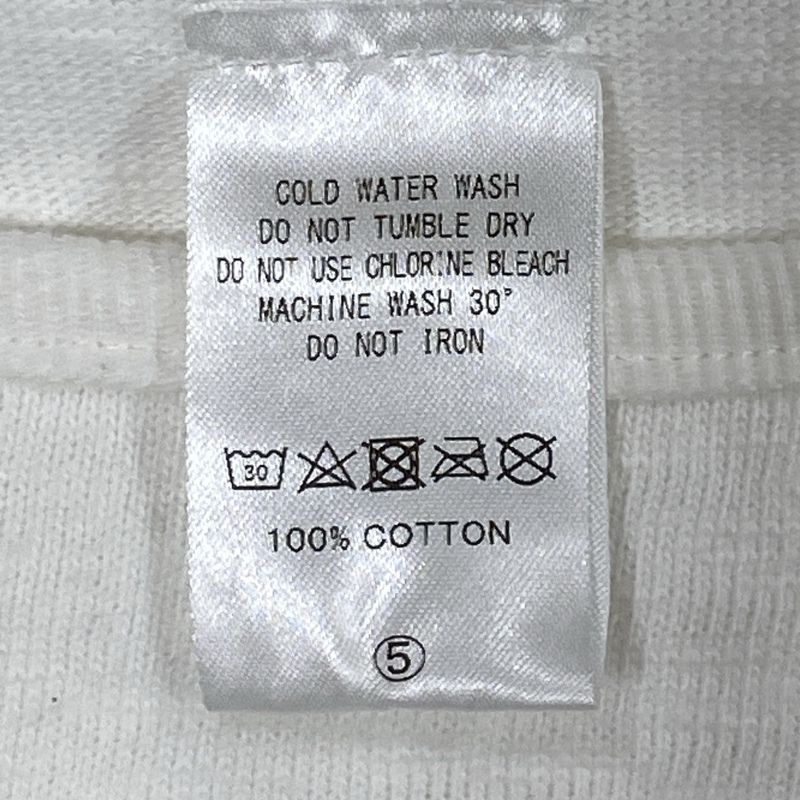 COLD WATER WASH
DO NOT TUMBLE DRY
DO NOT USE CHLORINE BLEACH
MACHINE WASH 30°
DO NOT IRON
30
100% COTTON
⑤